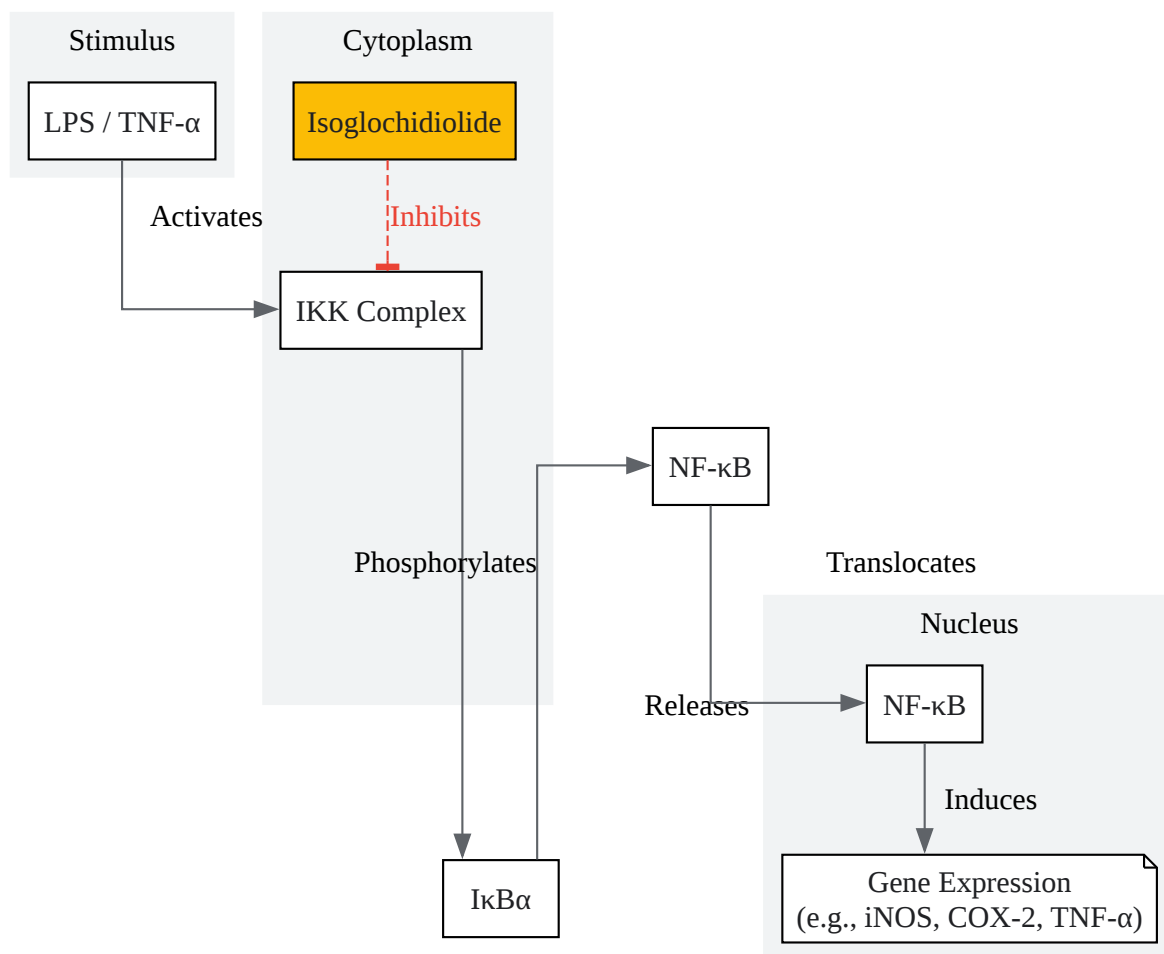 Stimulus
Cytoplasm
LPS / TNF-α
Isoglochidiolide
Activates
Inhibits
IKK Complex
NF-κB
Phosphorylates
Translocates
Nucleus
Releases
NF-κB
Induces
IκBα
Gene Expression
(e.g., iNOS, COX-2, TNF-α)